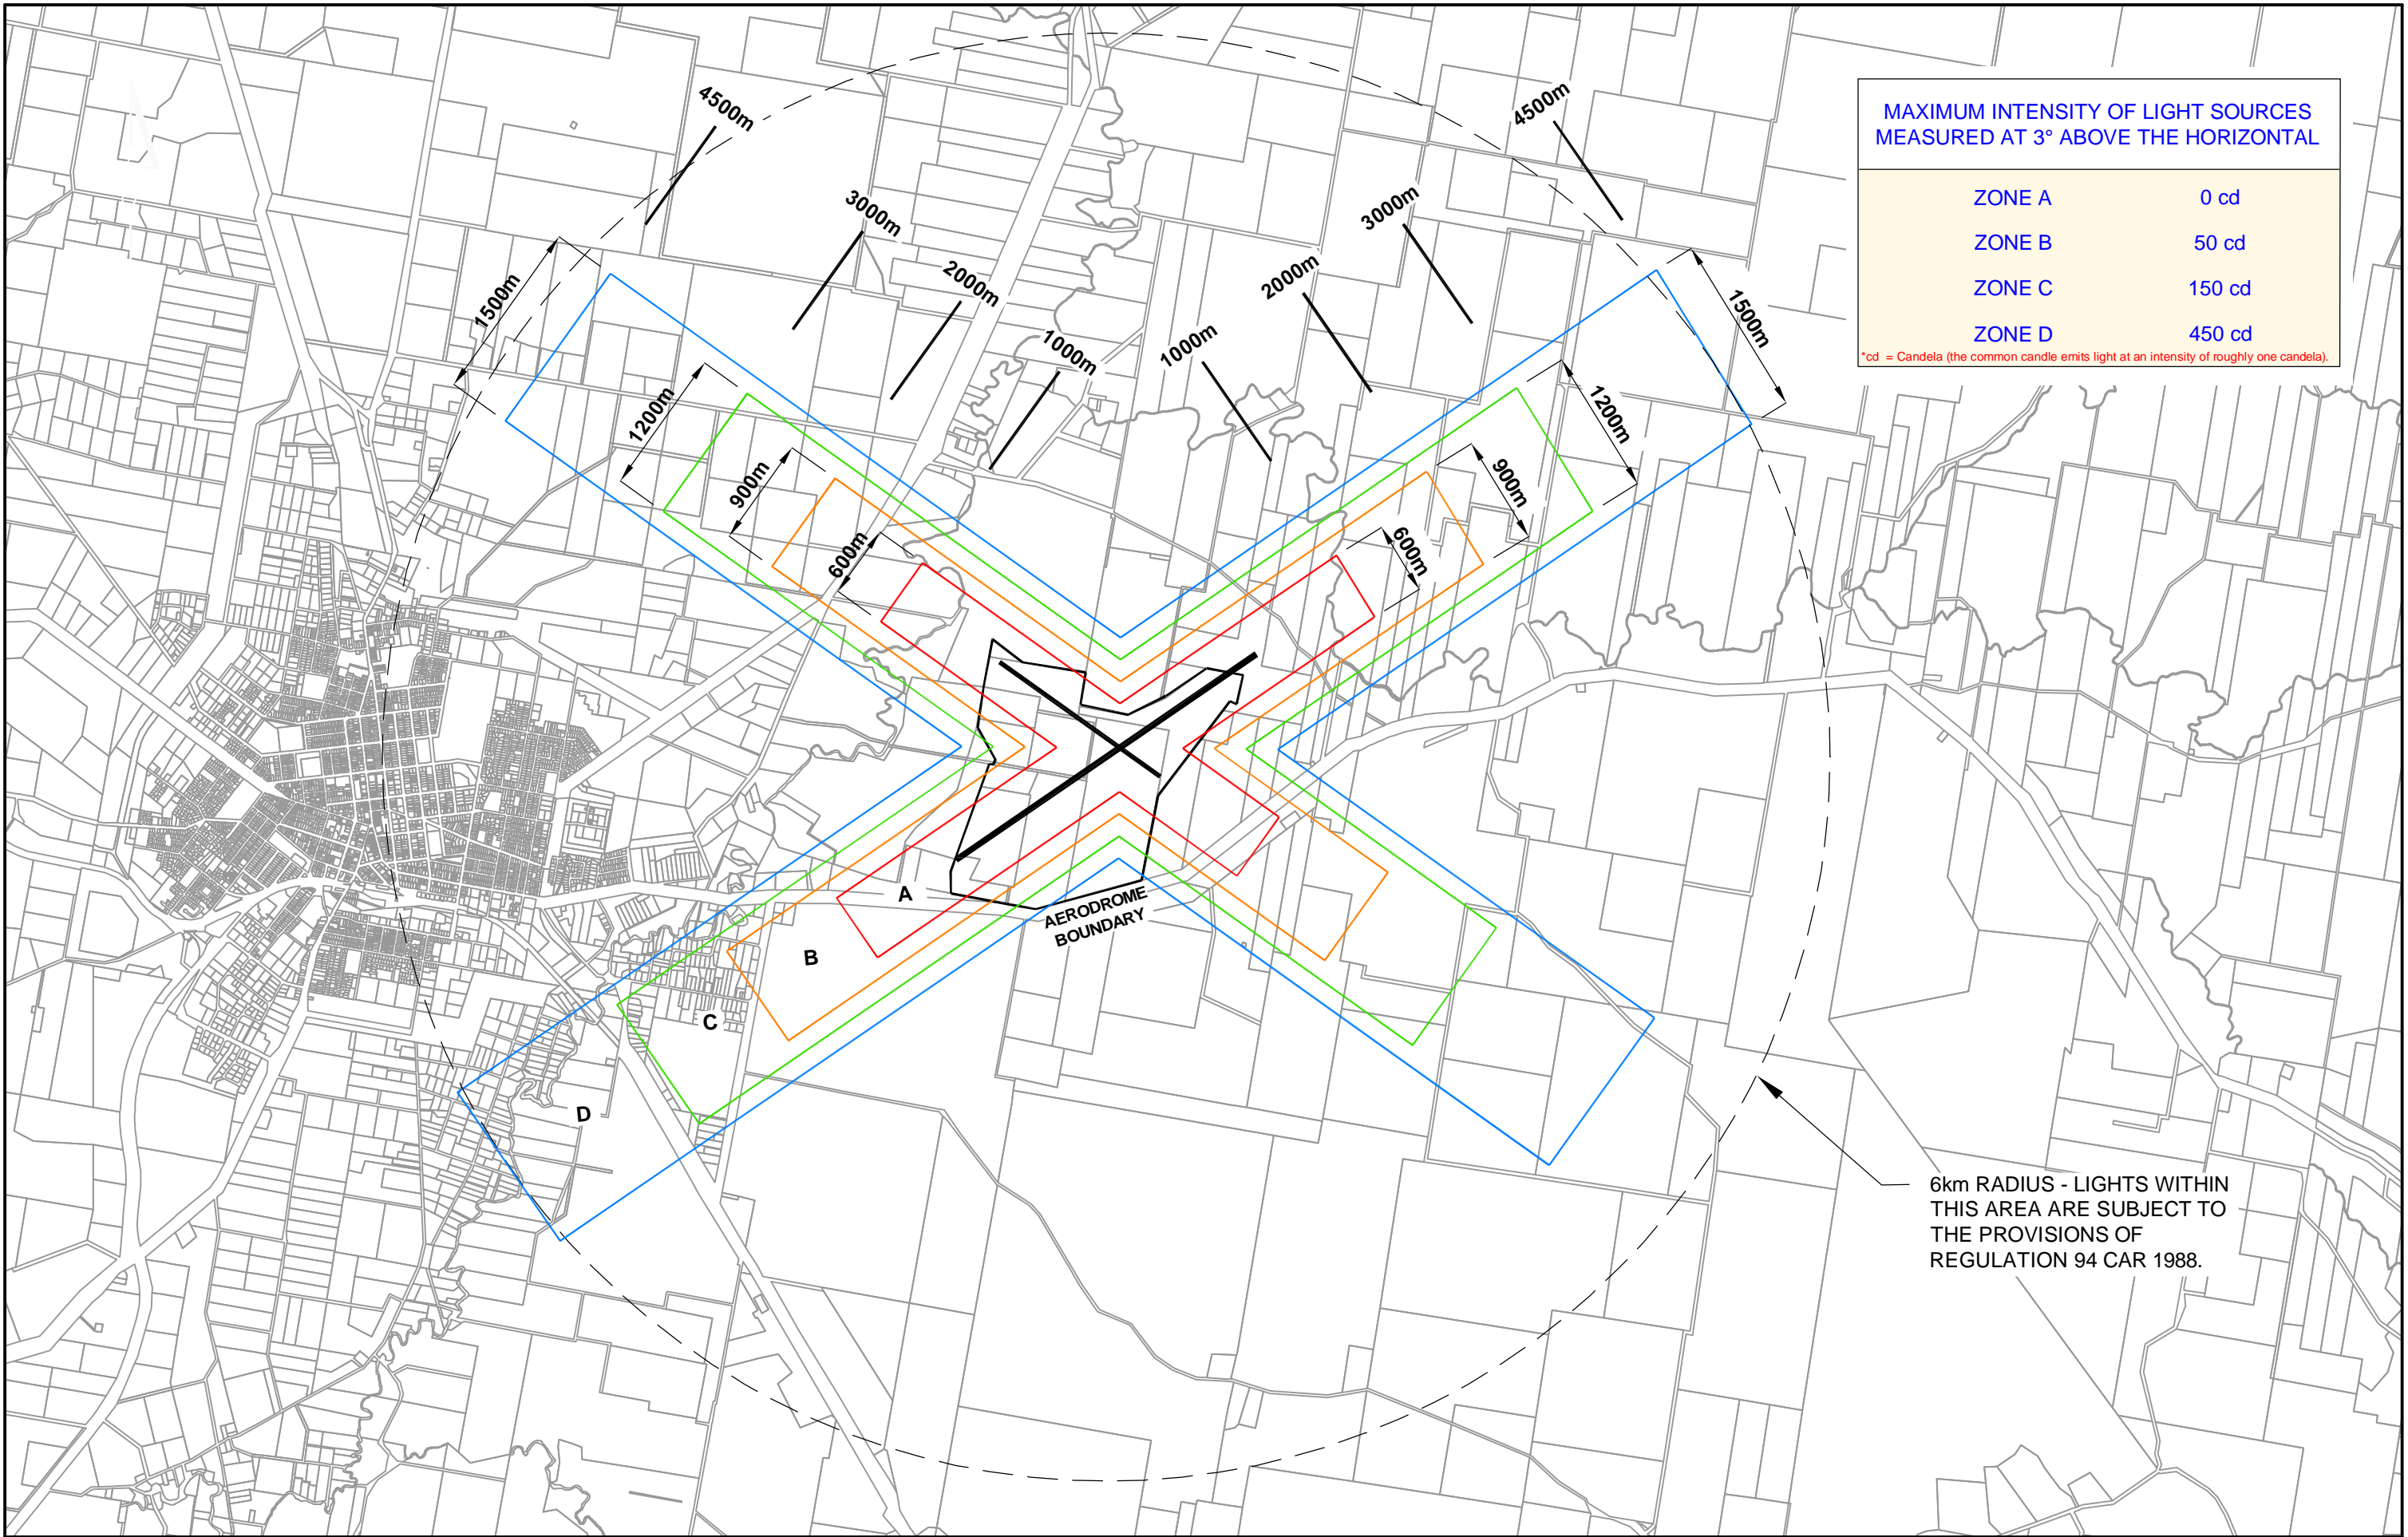 4500m
4500m
3000m
3000m
2000m
2000m
1000m
1000m
1500m
1500m
1200m
1200m
900m
900m
600m
600m
MAXIMUM INTENSITY OF LIGHT SOURCES
MEASURED AT 3° ABOVE THE HORIZONTAL
ZONE A 0 cd
ZONE B 50 cd
ZONE C 150 cd
ZONE D 450 cd
*cd = Candela (the common candle emits light at an intensity of roughly one candela).
A
B
C
D
AERODROME
BOUNDARY
6km RADIUS - LIGHTS WITHIN
THIS AREA ARE SUBJECT TO
THE PROVISIONS OF
REGULATION 94 CAR 1988.